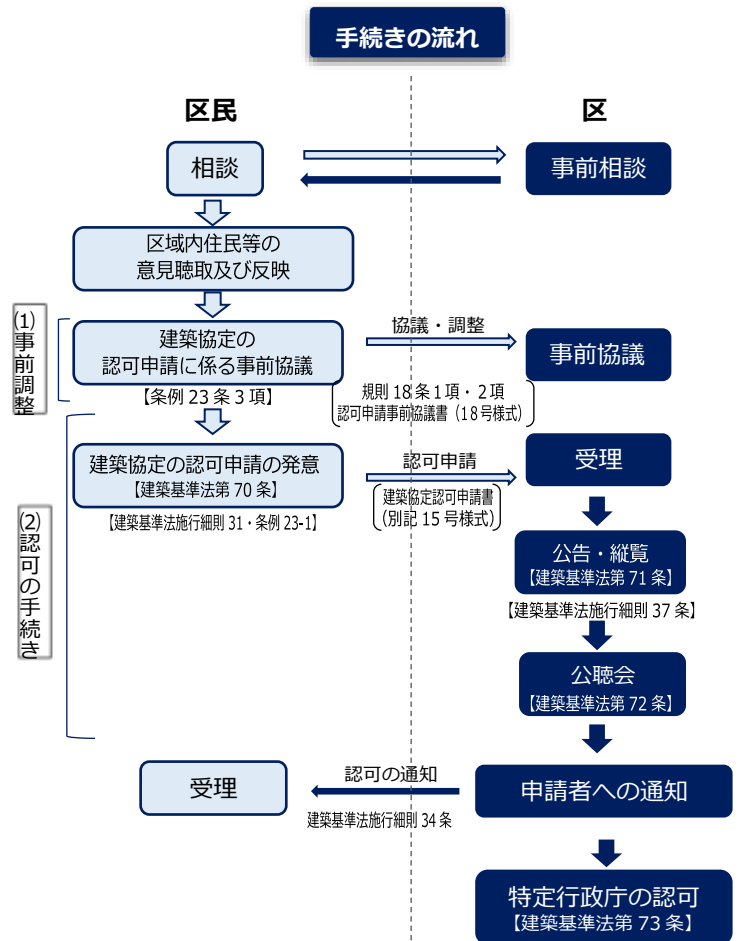 手続きの流れ
区民
区
相談
事前相談
区域内住民等の
意見聴取及び反映
(1)事前調整
建築協定の
認可申請に係る事前協議
【条例 23 条 3 項】
協議・調整
規則 18 条 1 項・2 項
認可申請事前協議書（18号様式）
事前協議
(2)認可の手続き
建築協定の認可申請の発意
【建築基準法第 70 条】
【建築基準法施行細則 31・条例 23-1】
認可申請
建築協定認可申請書
（別記 15 号様式）
受理
公告・縦覧
【建築基準法第 71 条】
【建築基準法施行細則 37 条】
公聴会
【建築基準法第 72 条】
受理
認可の通知
建築基準法施行細則 34 条
申請者への通知
特定行政庁の認可
【建築基準法第 73 条】